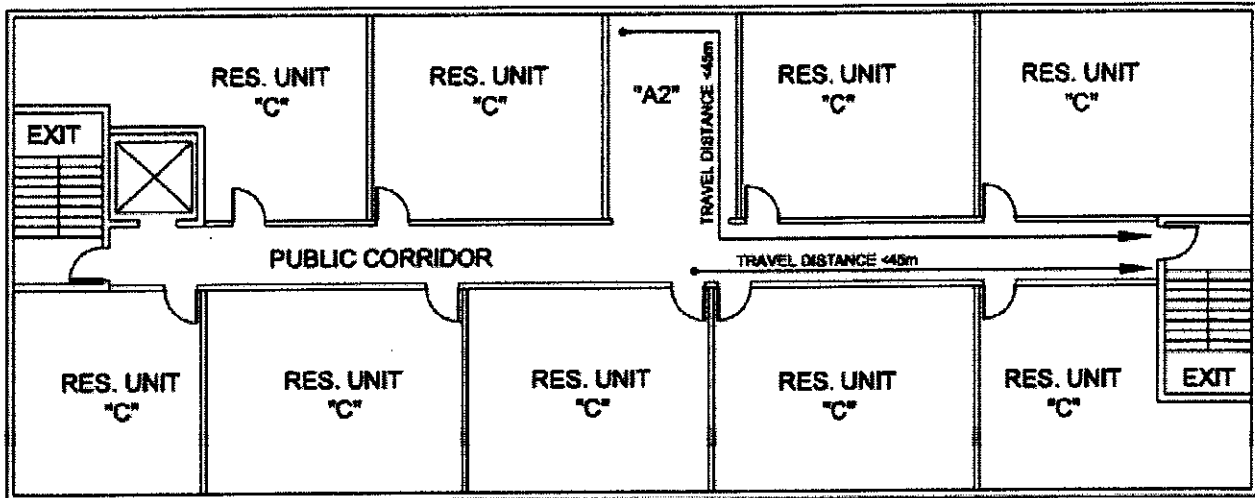 RES. UNIT
"C"
RES. UNIT
"C"
"A2"
TRAVEL DISTANCE <45m
RES. UNIT
"C"
RES. UNIT
"C"
EXIT
PUBLIC CORRIDOR
TRAVEL DISTANCE <45m
RES. UNIT
"C"
RES. UNIT
"C"
RES. UNIT
"C"
RES. UNIT
"C"
RES. UNIT
"C"
EXIT